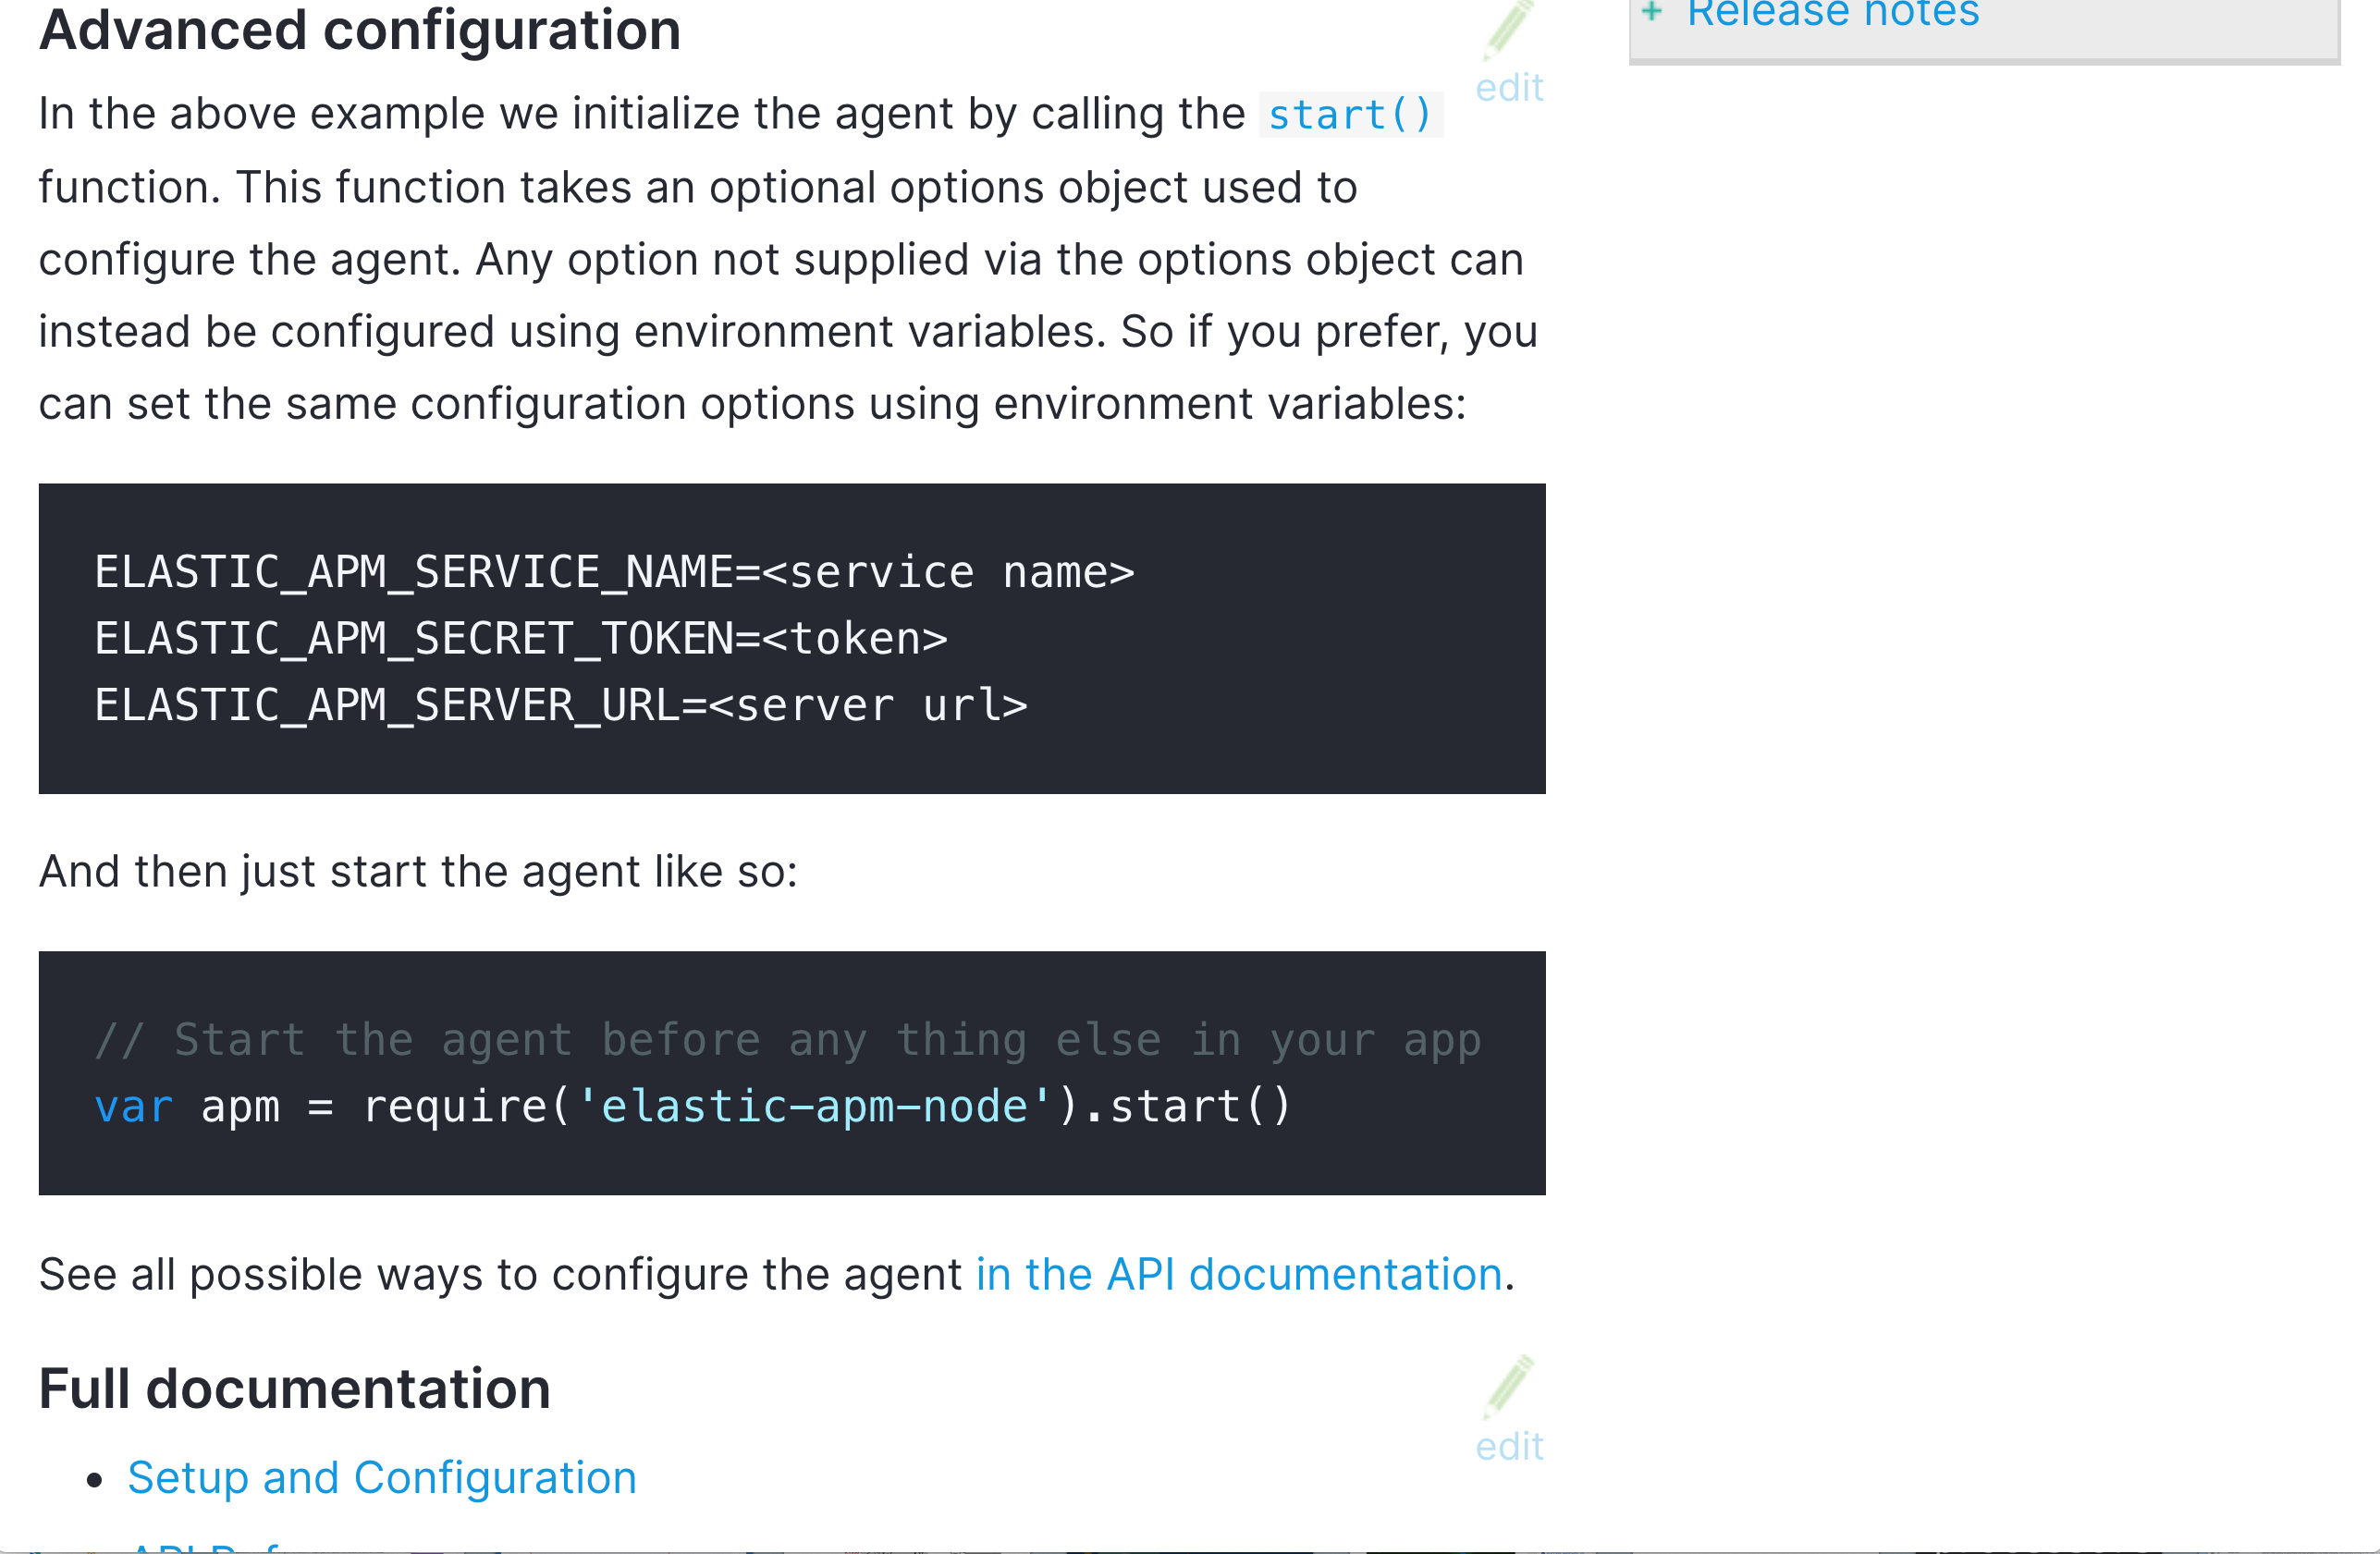 Advanced configuration
edit
Release notes
In the above example we initialize the agent by calling the start()
function. This function takes an optional options object used to
configure the agent. Any option not supplied via the options object can
instead be configured using environment variables. So if you prefer, you
can set the same configuration options using environment variables:
ELASTIC_APM_SERVICE_NAME=<service name>
ELASTIC_APM_SECRET_TOKEN=<token>
ELASTIC_APM_SERVER_URL=<server url>
And then just start the agent like so:
// Start the agent before any thing else in your app
var apm = require('elastic-apm-node').start()
See all possible ways to configure the agent in the API documentation.
Full documentation
edit
• Setup and Configuration